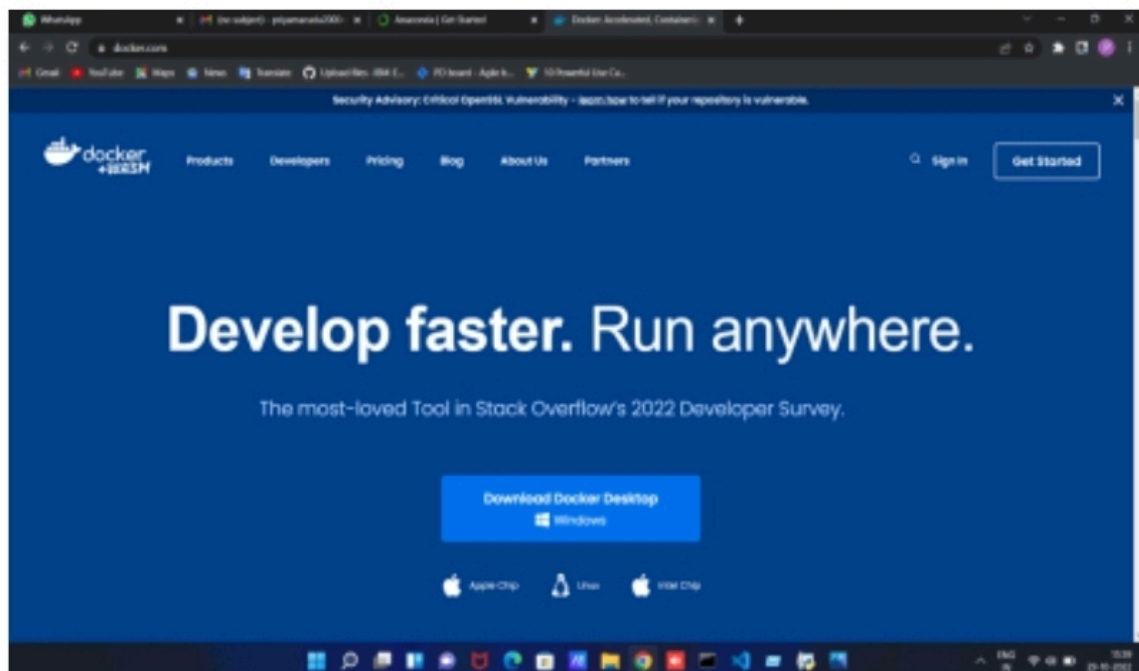 WhatsApp
Anaconda | Get Started
docker.com
Gmail YouTube Maps News Translate
Security Advisory: Critical OpenSSL Vulnerability - learn how to tell if your repository is vulnerable.
docker
+WASM
Products Developers Pricing Blog About Us Partners
Sign In Get Started
Develop faster. Run anywhere.
The most-loved Tool in Stack Overflow's 2022 Developer Survey.
Download Docker Desktop
Windows
Apple Chip Linux Intel Chip
ENG